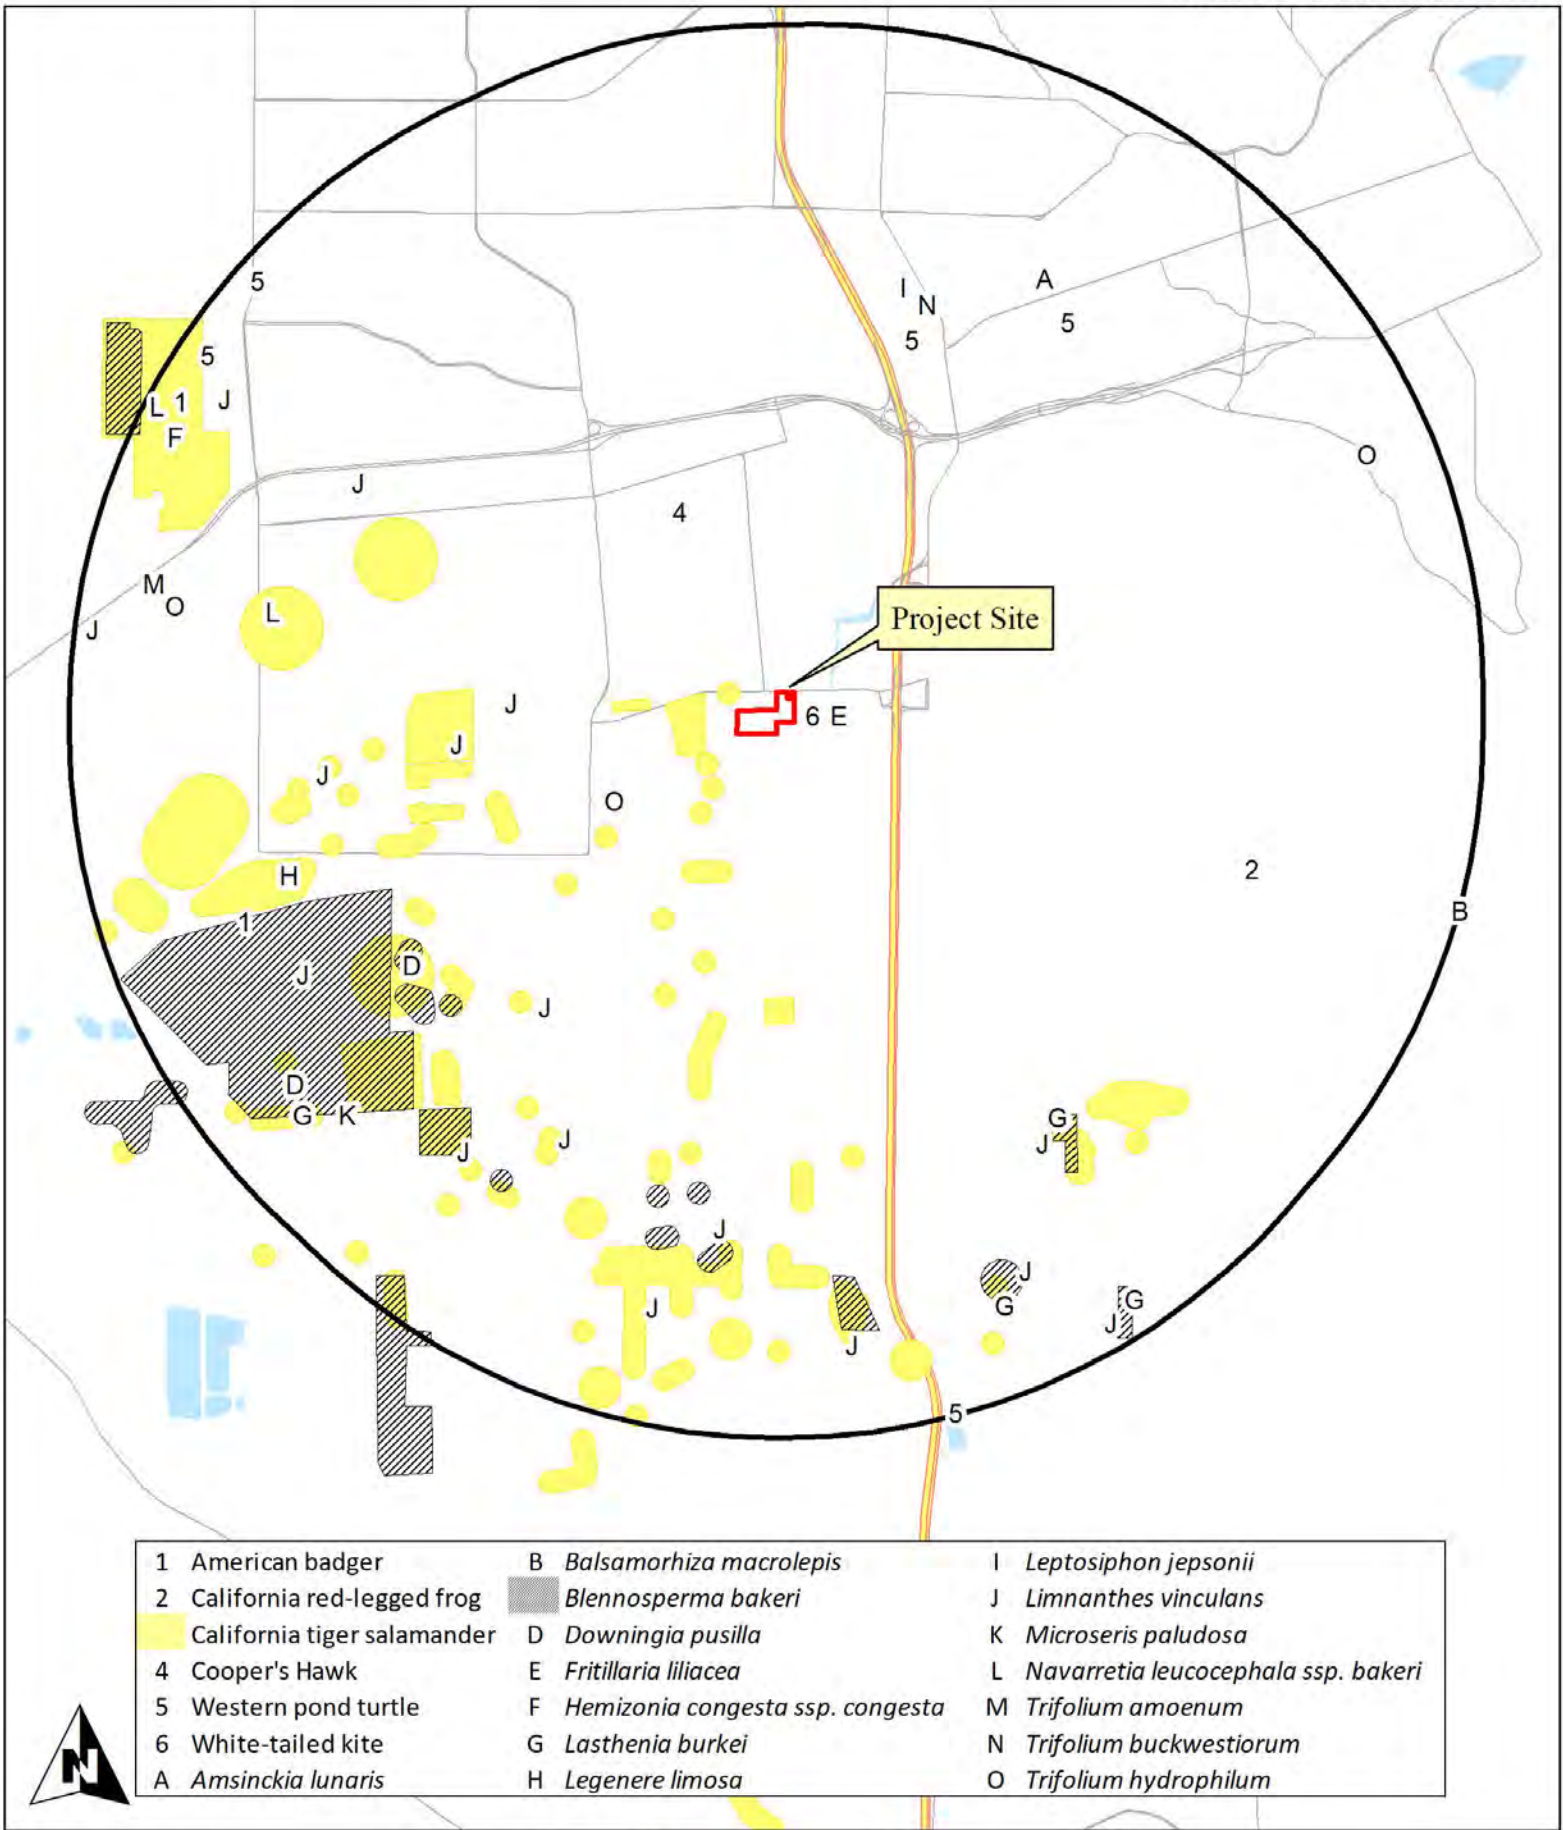 5
I
N
A
5
5
5
L 1
J
F
J
O
4
M
O
J
L
Project Site
J
6 E
J
J
O
H
2
B
1
J
D
J
D
G
K
G
J
J
J
J
J
J
G
G
J
J
5
1 American badger
2 California red-legged frog
California tiger salamander
4 Cooper's Hawk
5 Western pond turtle
6 White-tailed kite
A Amsinckia lunaris
B Balsamorhiza macrolepis
Blennosperma bakeri
D Downingia pusilla
E Fritillaria liliacea
F Hemizonia congesta ssp. congesta
G Lasthenia burkei
H Legenere limosa
I Leptosiphon jepsonii
J Limnanthes vinculans
K Microseris paludosa
L Navarretia leucocephala ssp. bakeri
M Trifolium amoenum
N Trifolium buckwestiorum
O Trifolium hydrophilum
N